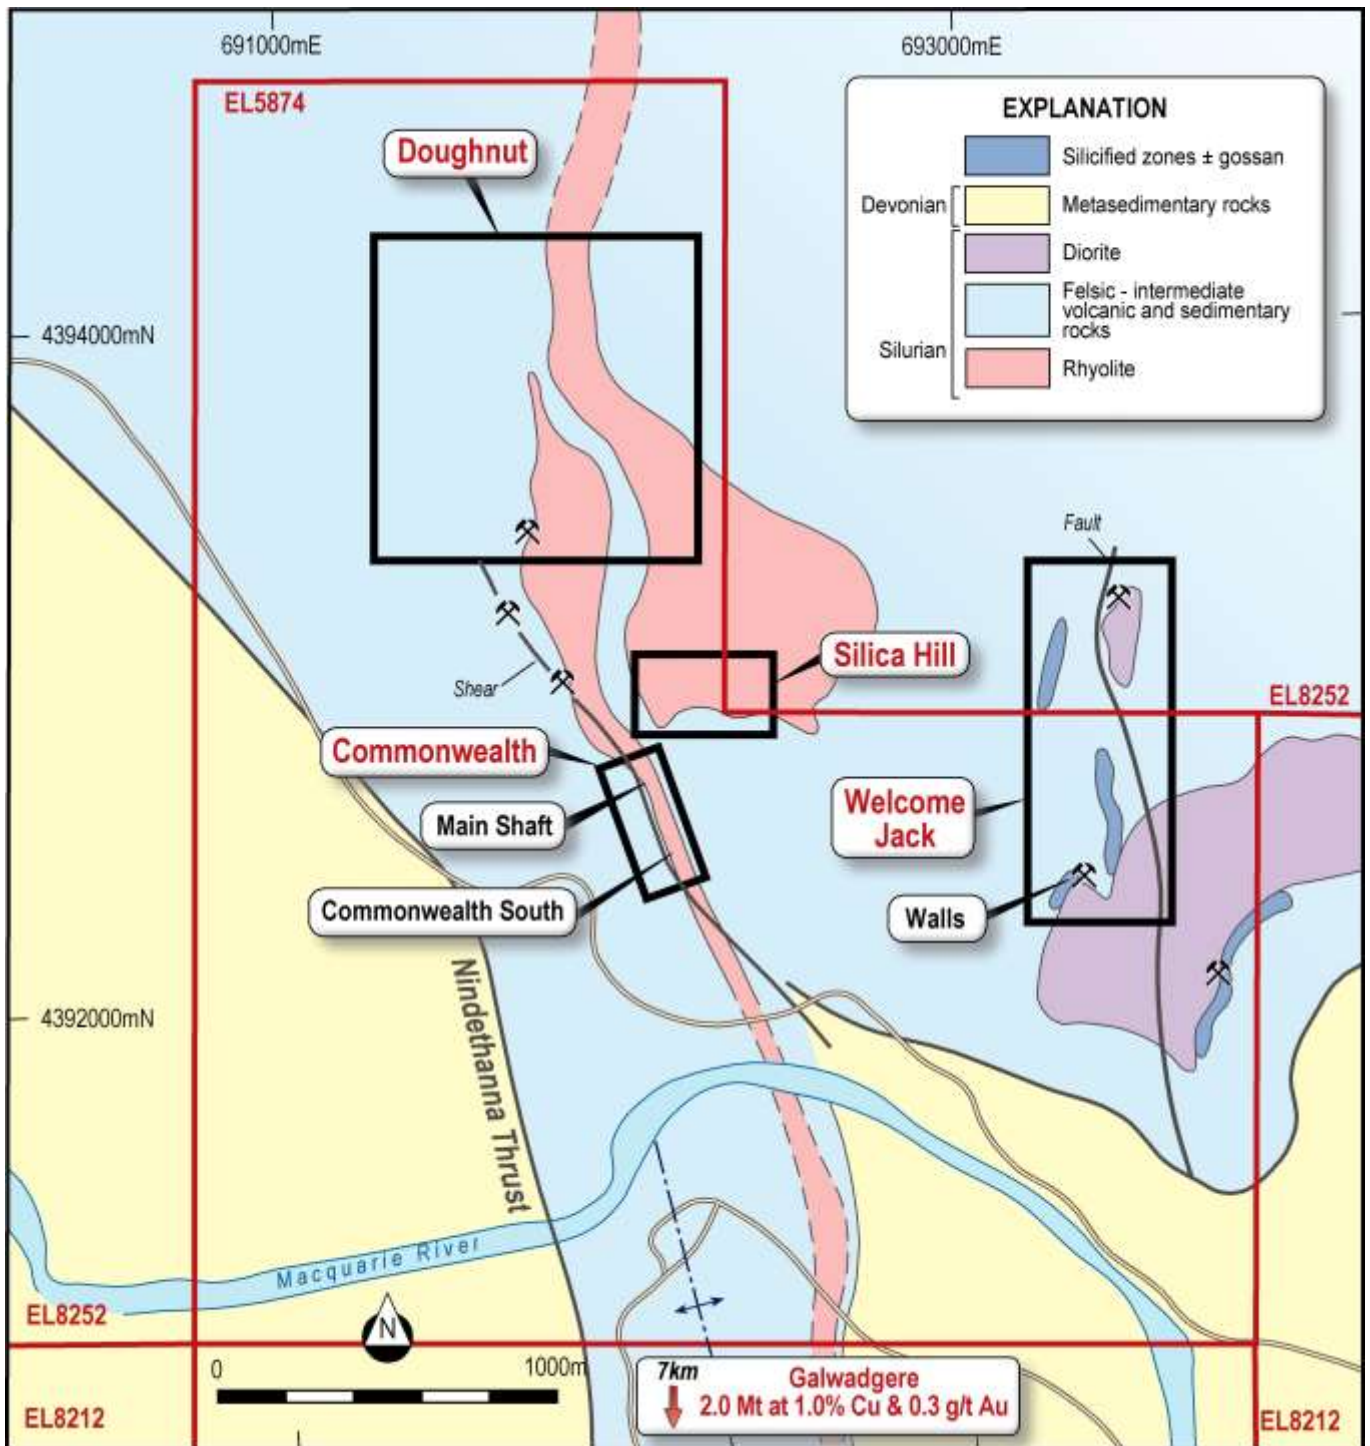 691000mE
693000mE
EL5874
Doughnut
EXPLANATION
Silicified zones ± gossan
Devonian
Metasedimentary rocks
Diorite
Felsic - intermediate
volcanic and sedimentary
rocks
Silurian
Rhyolite
4394000mN
Fault
Shear
Silica Hill
EL8252
Commonwealth
Main Shaft
Welcome
Jack
Commonwealth South
Walls
Nindethanna Thrust
4392000mN
Macquarie River
EL8252
N
0
1000m
7km
Galwadgere
2.0 Mt at 1.0% Cu & 0.3 g/t Au
EL8212
EL8212